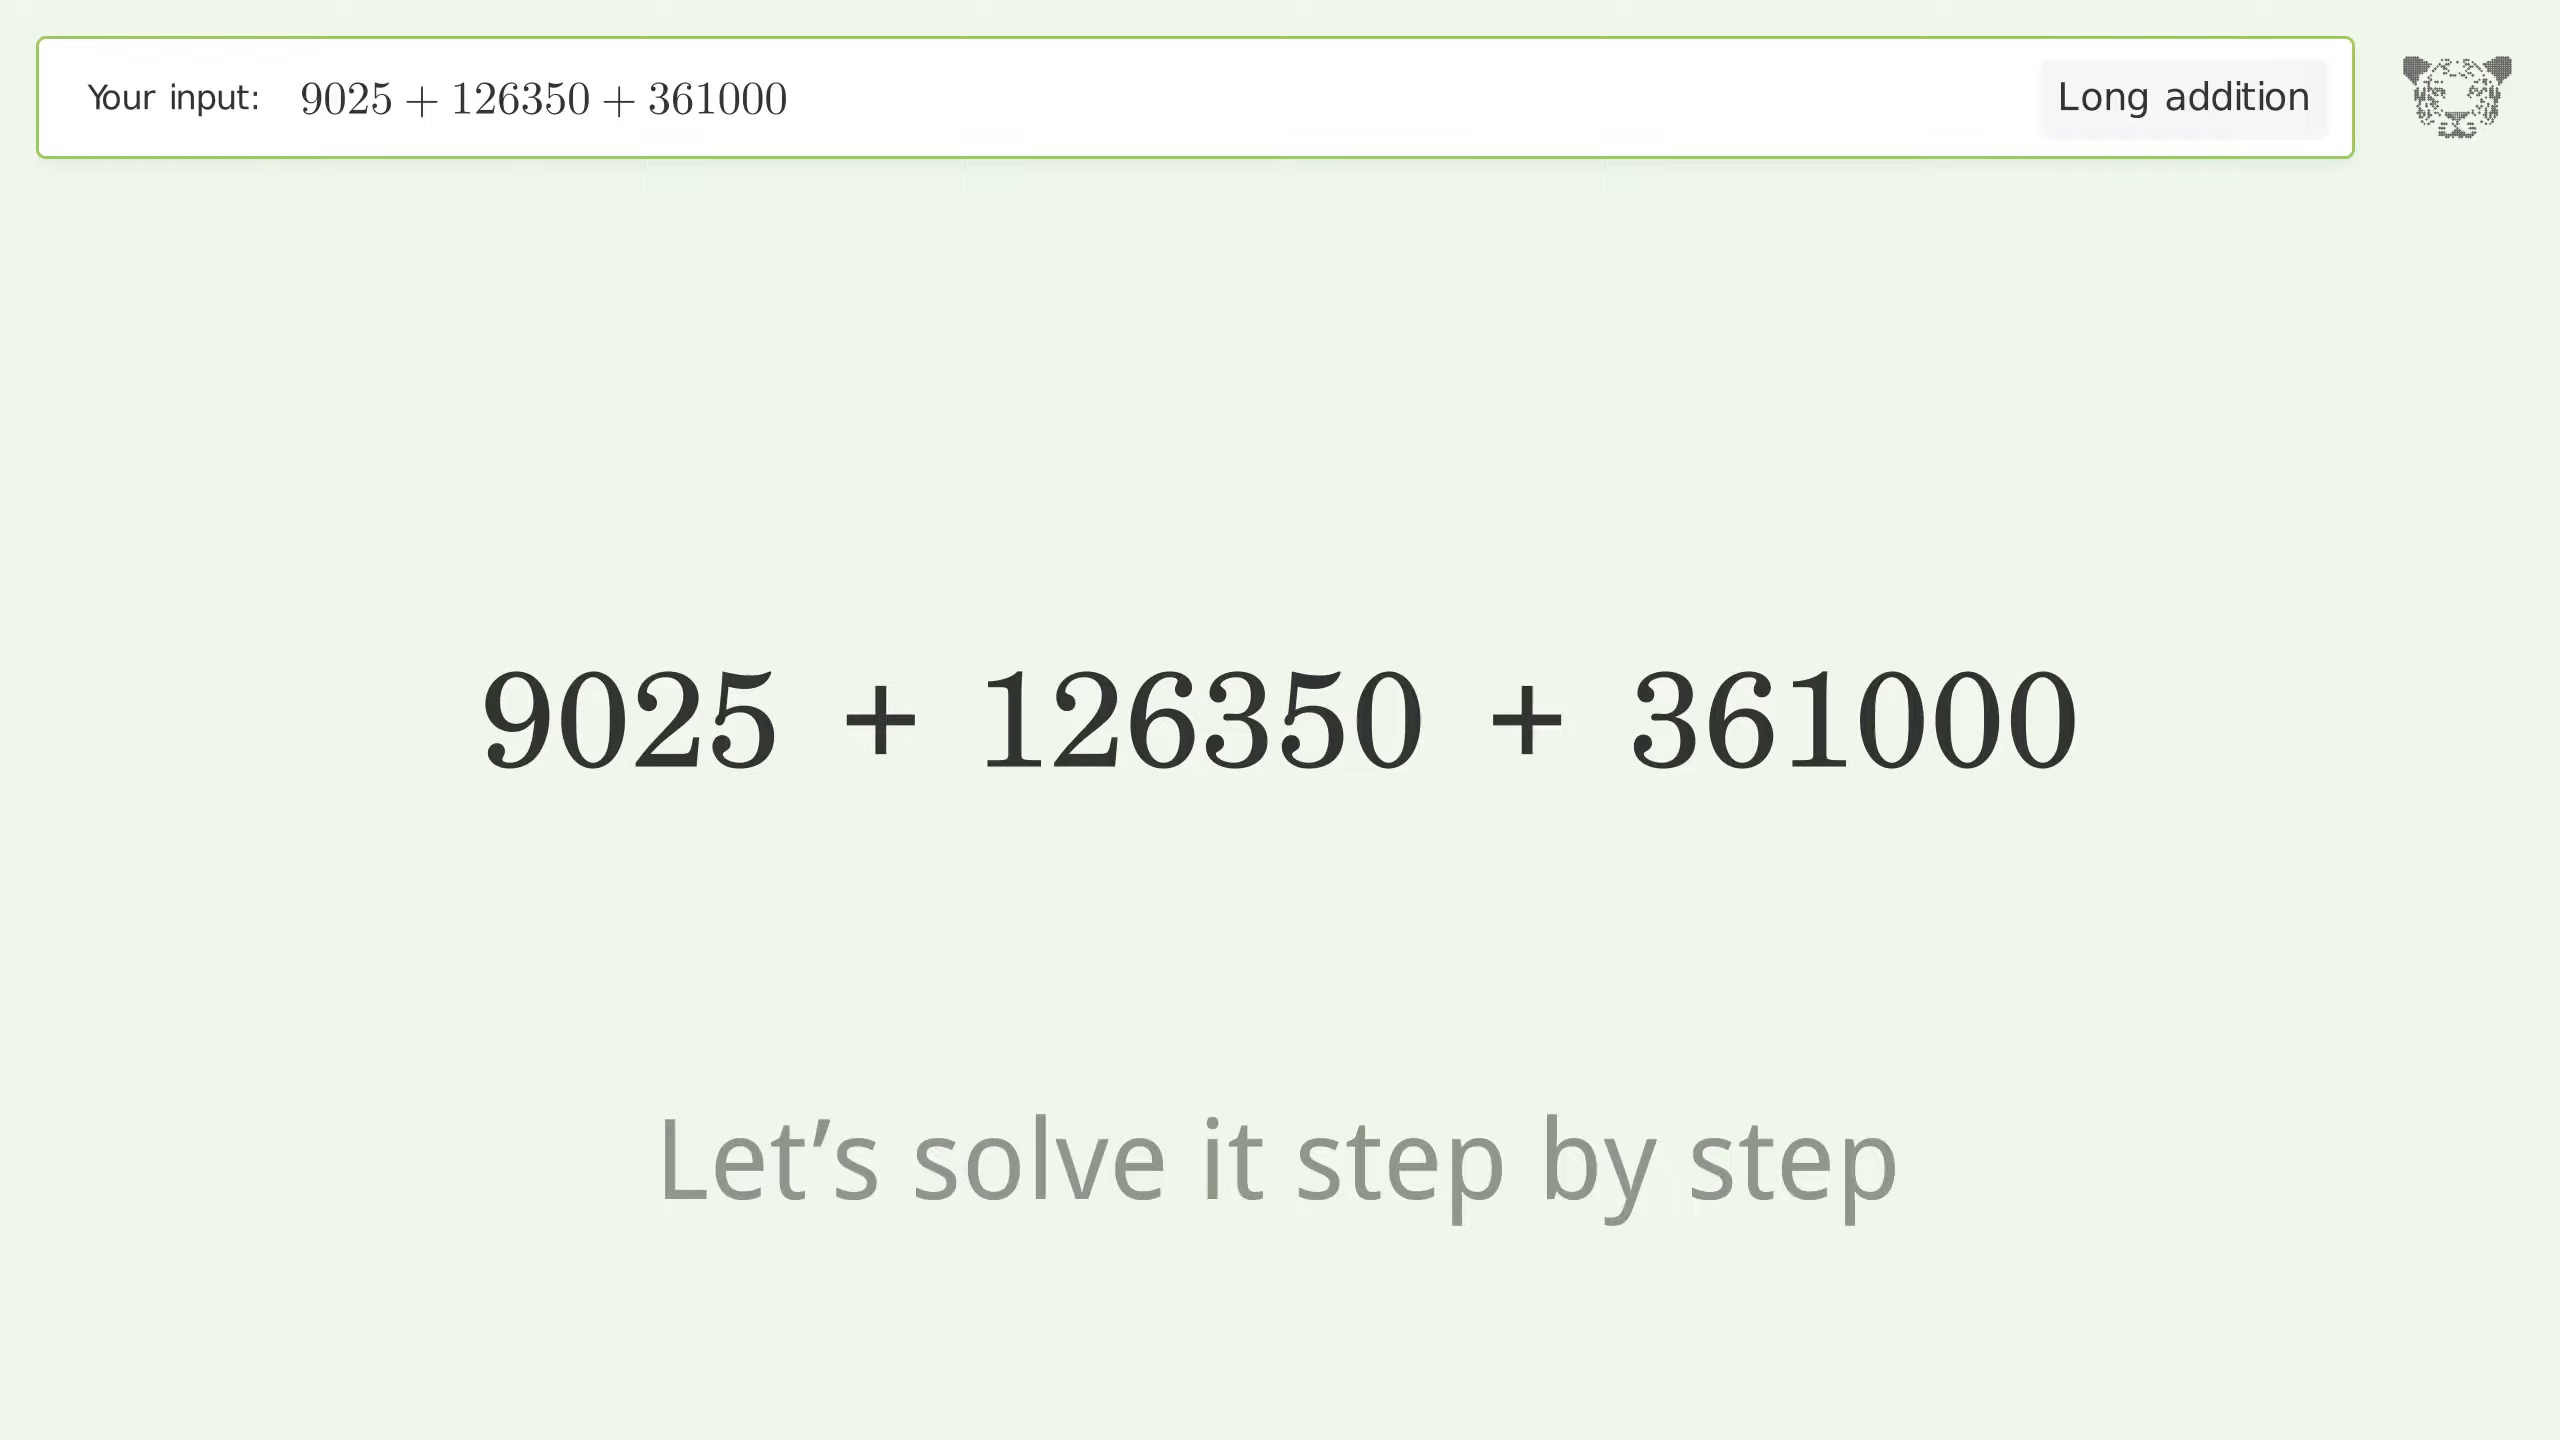 Your input: 9025 + 126350 + 361000
Long addition
9025 + 126350 + 361000
Let’s solve it step by step